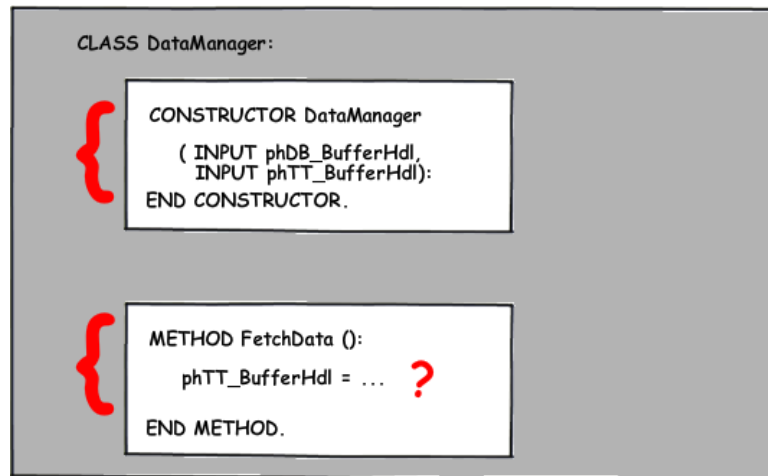 CLASS DataManager:
CONSTRUCTOR DataManager
( INPUT phDB_BufferHdl,
INPUT phTT_BufferHdl):
END CONSTRUCTOR.
METHOD FetchData ():
phTT_BufferHdl = ... ?
END METHOD.